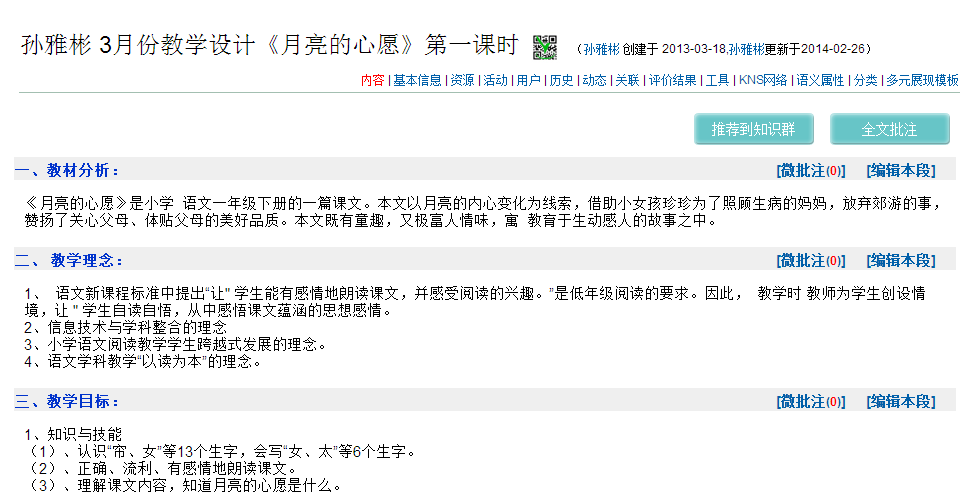 孙雅彬 3月份教学设计《月亮的心愿》第一课时 （孙雅彬 创建于 2013-03-18,孙雅彬更新于2014-02-26）
内容 | 基本信息 | 资源 | 活动 | 用户 | 历史 | 动态 | 关联 | 评价结果 | 工具 | KNS网络 | 语义属性 | 分类 | 多元展现模板
推荐到知识群 全文批注
一、教材分析： [微批注(0)] [编辑本段]
《月亮的心愿》是小学 语文一年级下册的一篇课文。本文以月亮的内心变化为线索，借助小女孩珍珍为了照顾生病的妈妈，放弃郊游的事，
赞扬了关心父母、体贴父母的美好品质。本文既有童趣，又极富人情味，寓 教育于生动感人的故事之中。
二、 教学理念： [微批注(0)] [编辑本段]
1、 语文新课程标准中提出“让" 学生能有感情地朗读课文，并感受阅读的兴趣。”是低年级阅读的要求。因此， 教学时 教师为学生创设情
境，让 " 学生自读自悟，从中感悟课文蕴涵的思想感情。
2、信息技术与学科整合的理念
3、小学语文阅读教学学生跨越式发展的理念。
4、语文学科教学“以读为本”的理念。
三、教学目标： [微批注(0)] [编辑本段]
1、知识与技能
（1）、认识“帘、女”等13个生字，会写“女、太”等6个生字。
（2）、正确、流利、有感情地朗读课文。
（3）、理解课文内容，知道月亮的心愿是什么。